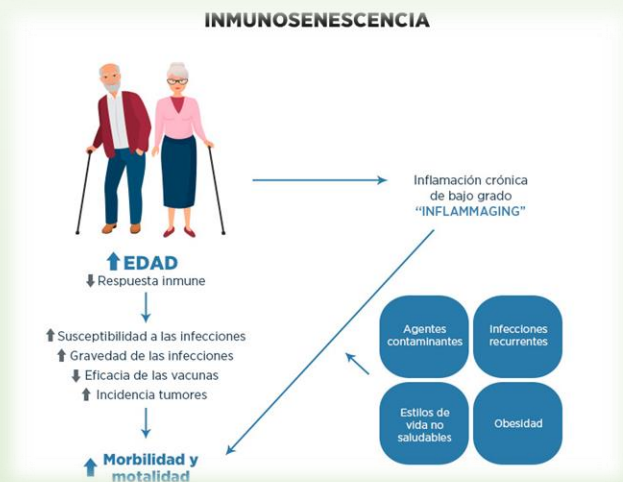 INMUNOSENESCENCIA
Inflamación crónica
de bajo grado
“INFLAMMAGING”
EDAD
Respuesta inmune
Susceptibilidad a las infecciones
Gravedad de las infecciones
Eficacia de las vacunas
Incidencia tumores
Morbilidad y
motalidad
Agentes
contaminantes
Infecciones
recurrentes
Estilos de
vida no
saludables
Obesidad